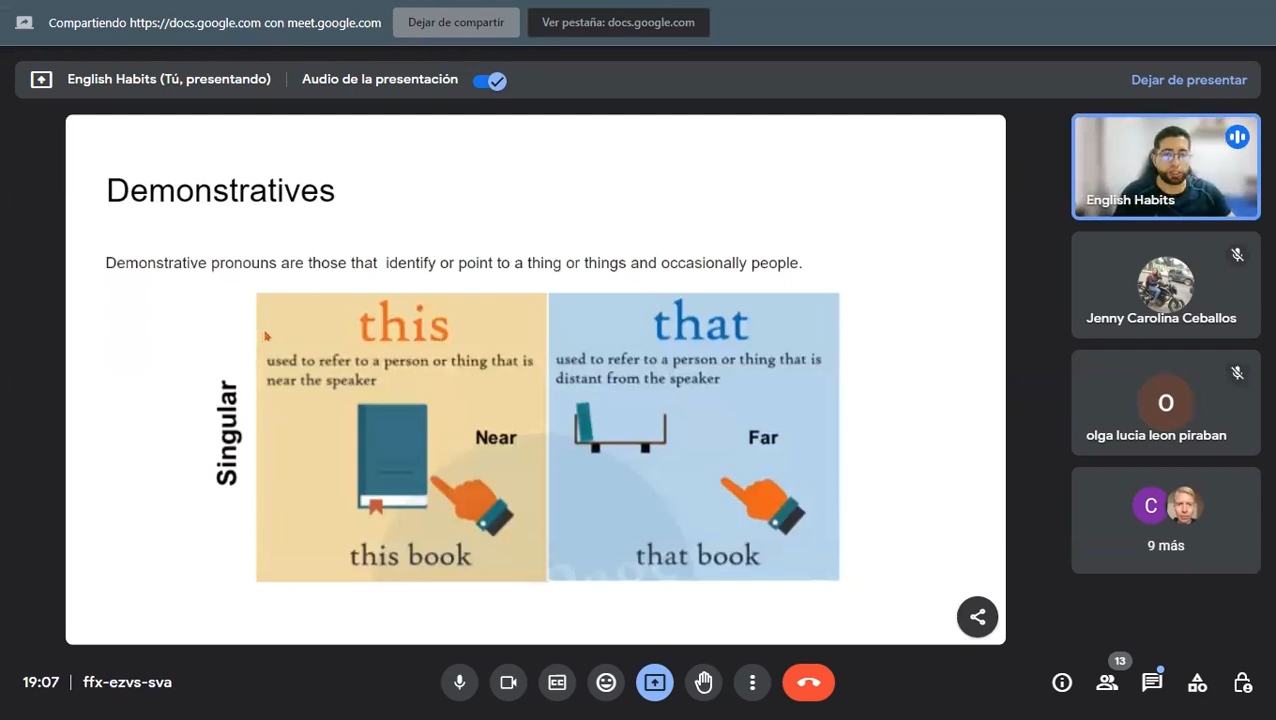 Compartiendo https://docs.google.com con meet.google.com
Dejar de compartir
Ver pestaña: docs.google.com
English Habits (Tú, presentando)
Audio de la presentación
Dejar de presentar
Demonstratives
Demonstrative pronouns are those that identify or point to a thing or things and occasionally people.
Singular
this
used to refer to a person or thing that is
near the speaker
Near
this book
that
used to refer to a person or thing that is
distant from the speaker
Far
that book
English Habits
Jenny Carolina Ceballos
O
olga lucia leon piraban
C
9 más
19:07
ffx-ezvs-sva
13